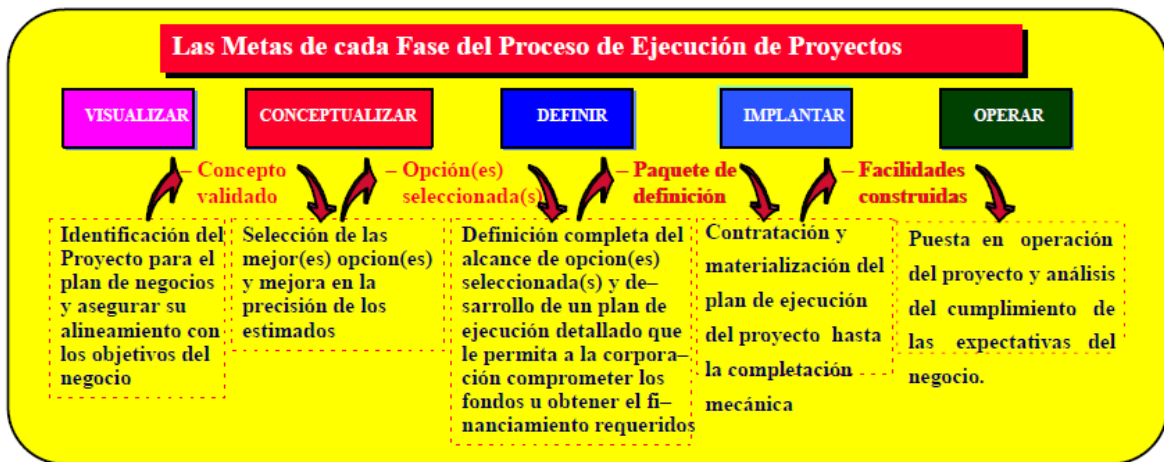 Las Metas de cada Fase del Proceso de Ejecución de Proyectos
VISUALIZAR
CONCEPTUALIZAR
DEFINIR
IMPLANTAR
OPERAR
– Concepto
validado
– Opción(es)
seleccionada(s)
– Paquete de
definición
– Facilidades
construidas
Identificación del
Proyecto para el
plan de negocios
y asegurar su
alineamiento con
los objetivos del
negocio
Selección de las
mejor(es) opcion(es)
y mejora en la
precisión de los
estimados
Definición completa del
alcance de opcion(es)
seleccionada(s) y de–
sarrollo de un plan de
ejecución detallado que
le permita a la corpora–
ción comprometer los
fondos u obtener el fi–
nanciamiento requeridos
Contratación y
materialización del
plan de ejecución
del proyecto hasta
la completación
mecánica
Puesta en operación
del proyecto y análisis
del cumplimiento de
las expectativas del
negocio.